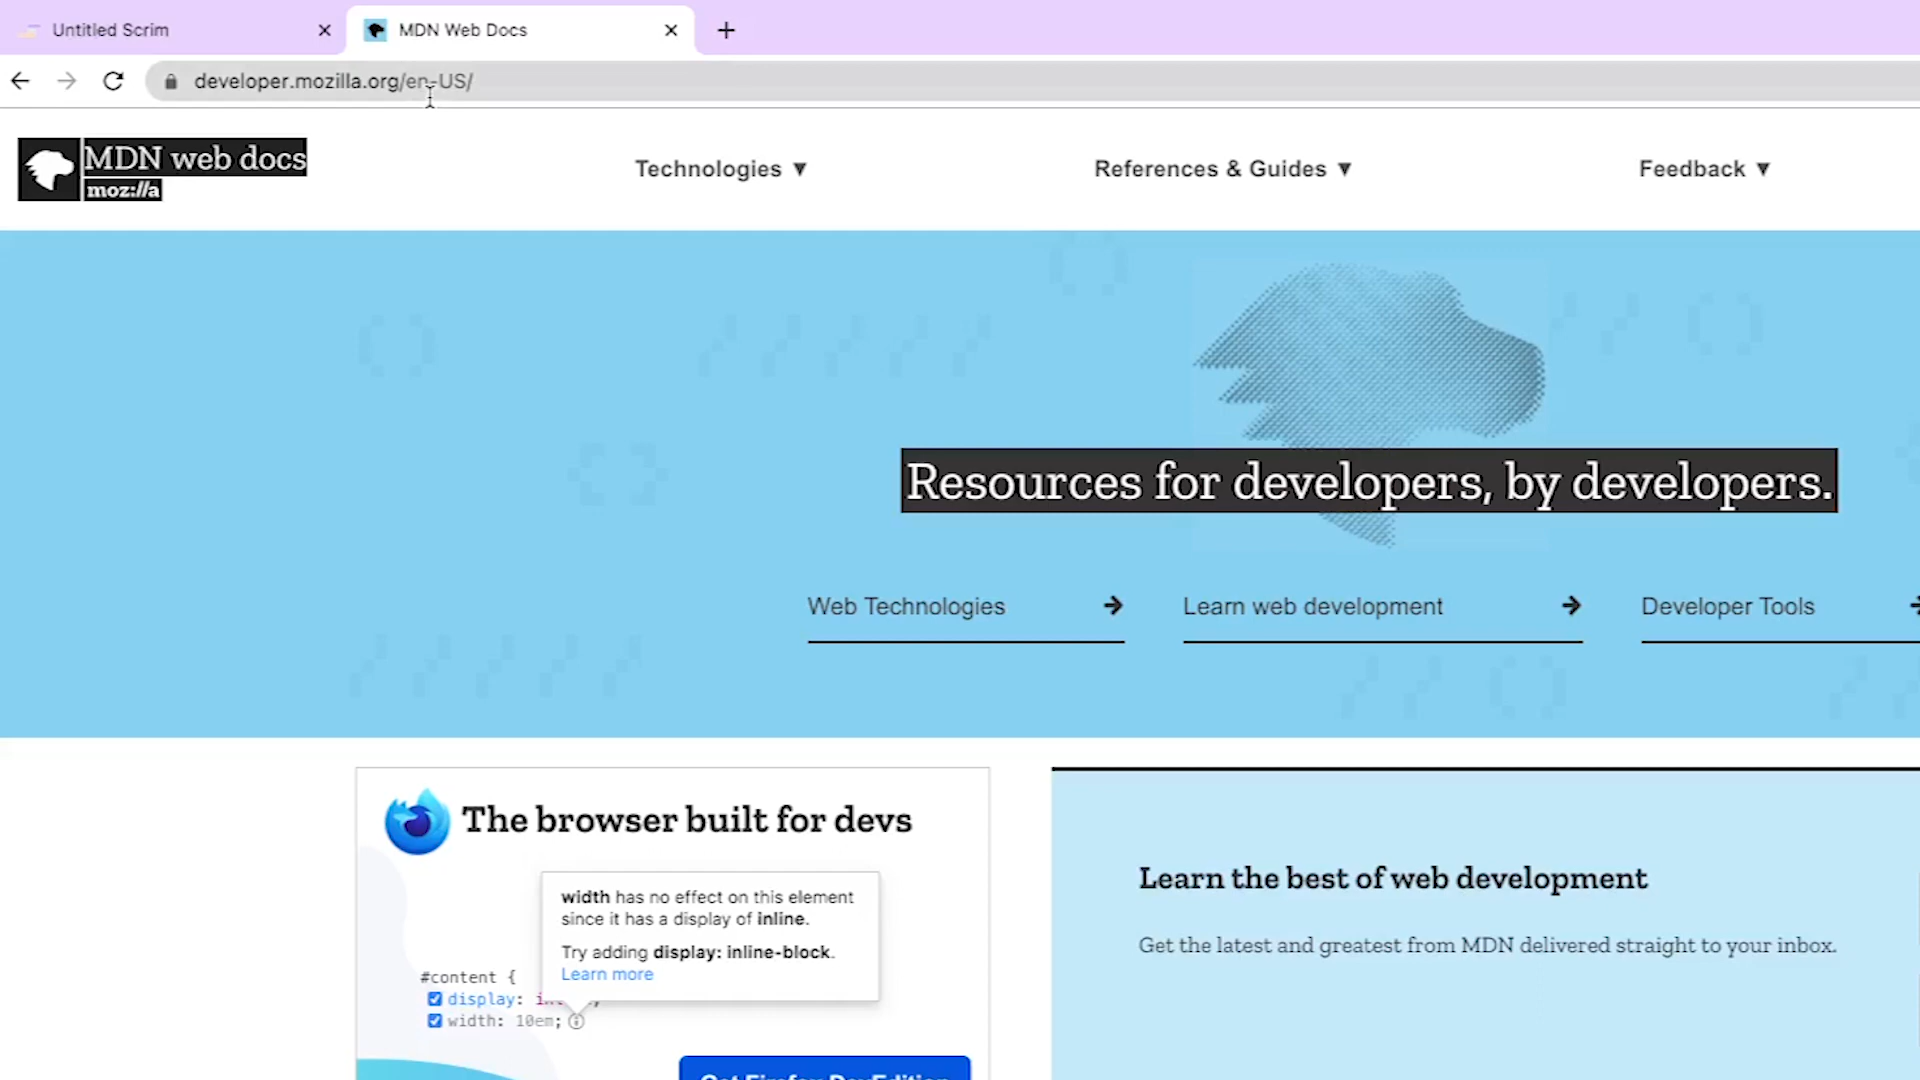 Untitled Scrim
MDN Web Docs
developer.mozilla.org/en-US/
MDN web docs
moz://a
Technologies ▼
References & Guides ▼
Feedback ▼
Resources for developers, by developers.
Web Technologies
Learn web development
Developer Tools
The browser built for devs
width has no effect on this element
since it has a display of inline.
Try adding display: inline-block.
Learn more
#content {
display:
width: 10em;
Learn the best of web development
Get the latest and greatest from MDN delivered straight to your inbox.